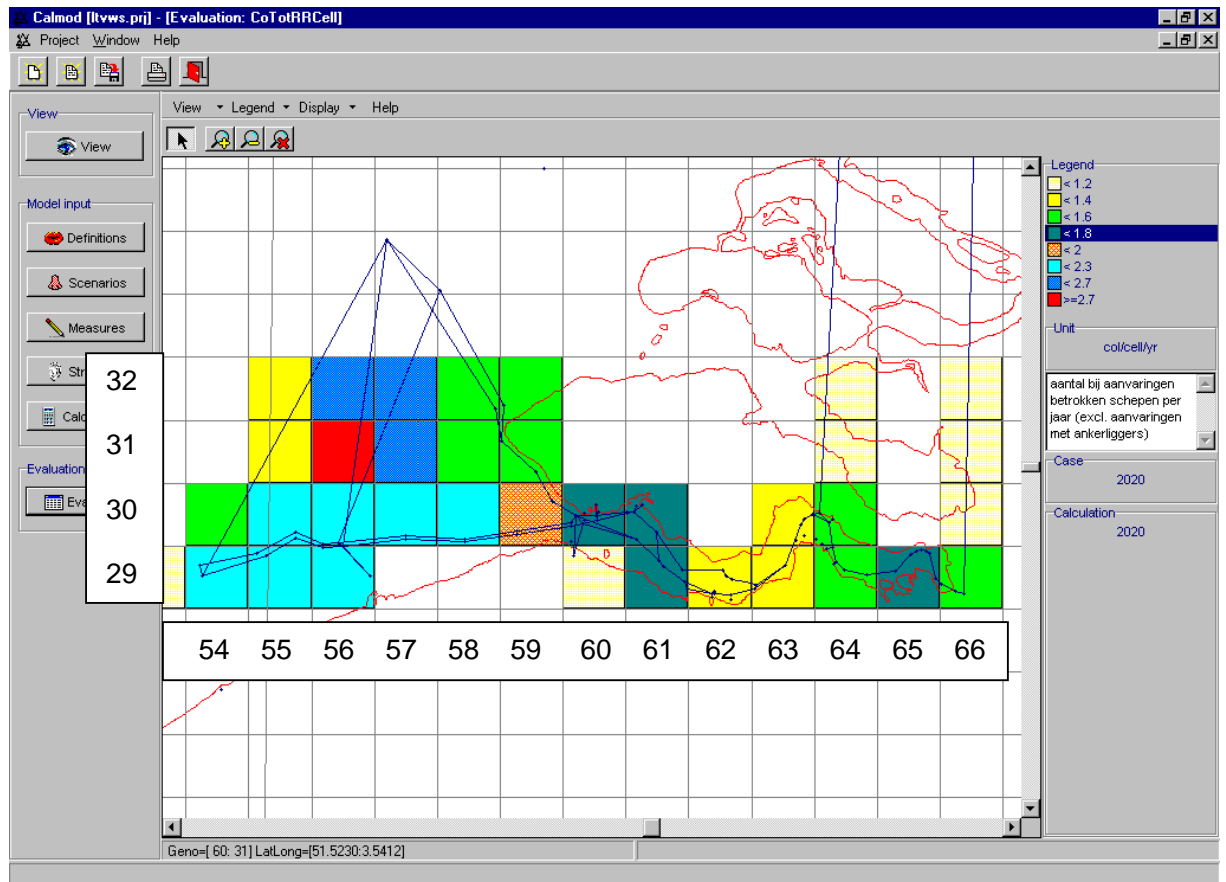 Calmod [ltvws.prj] - [Evaluation: CoTotRRCell]
Project Window Help
View Legend Display Help
View
View
Model input
Definitions
Scenarios
Measures
Str
Calc
Evaluation
Eva
32
31
30
29
54 55 56 57 58 59 60 61 62 63 64 65 66
Legend
< 1.2
< 1.4
< 1.6
< 1.8
< 2
< 2.3
< 2.7
>=2.7
Unit
col/cell/yr
aantal bij aanvaringen
betrokken schepen per
jaar (excl. aanvaringen
met ankerliggers)
Case
2020
Calculation
2020
Geno=[ 60: 31] LatLong=[51.5230:3.5412]